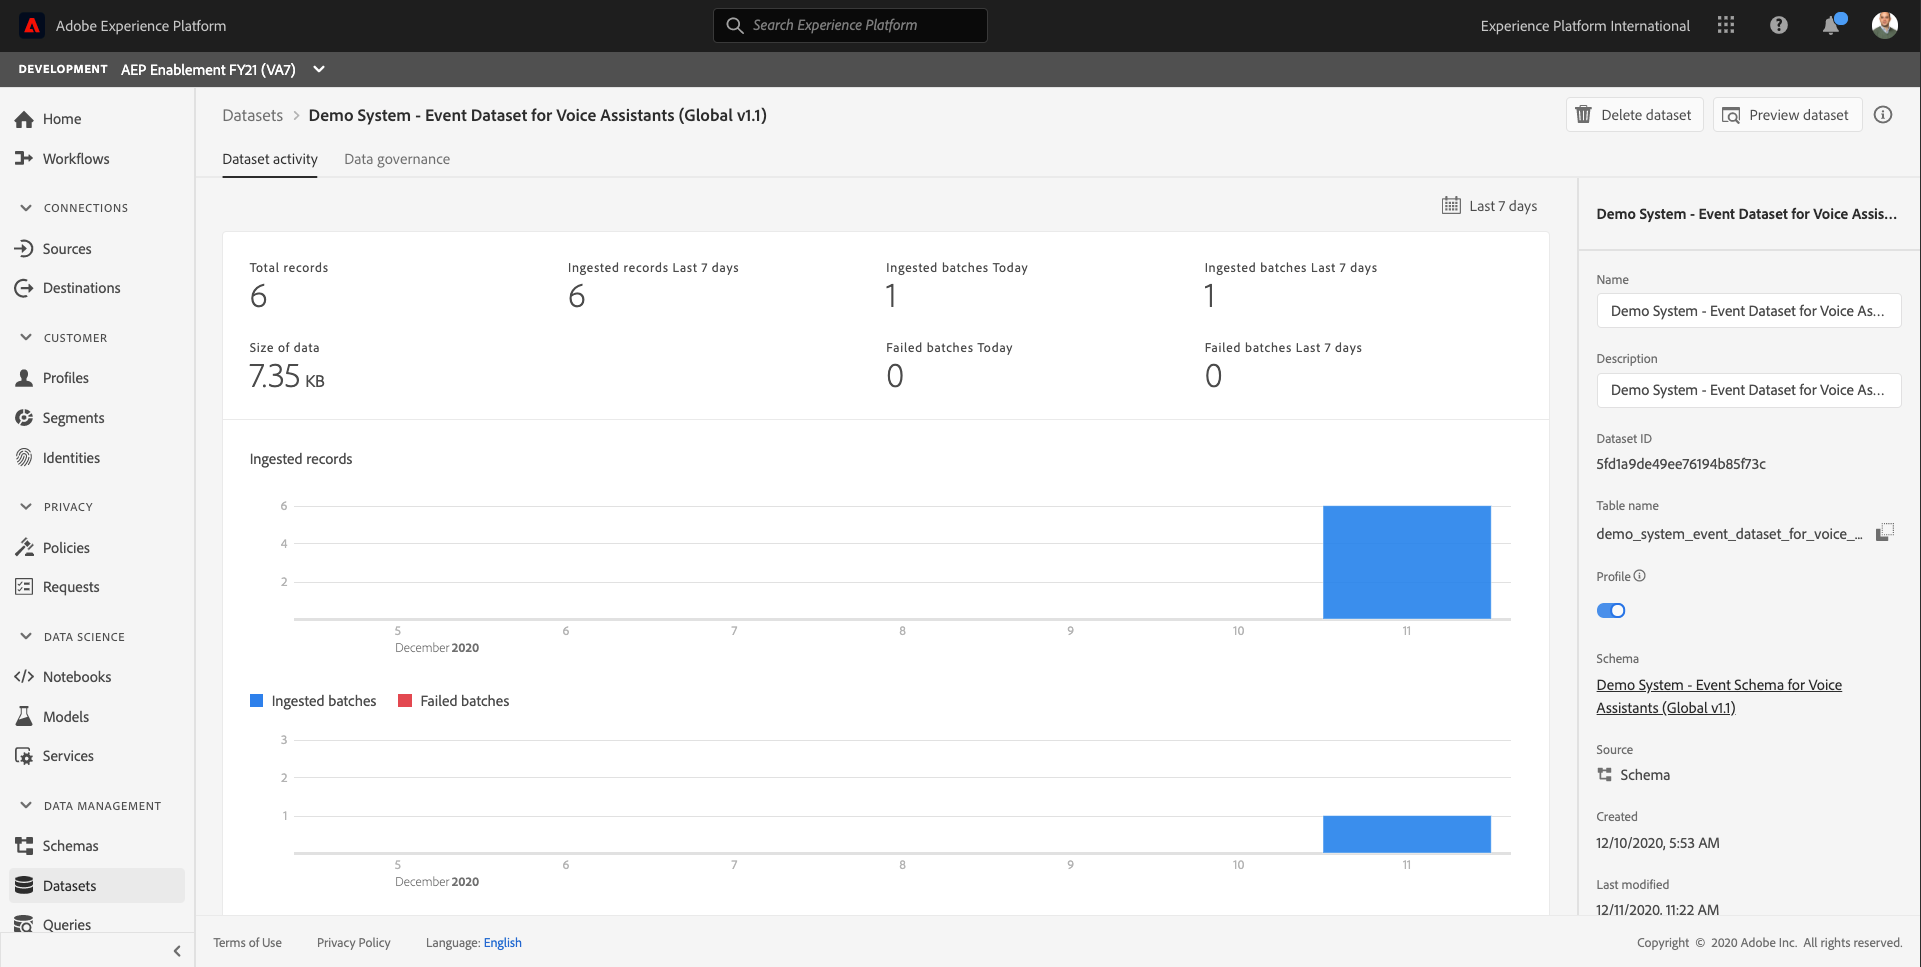 Adobe Experience Platform
Search Experience Platform
Experience Platform International
DEVELOPMENT AEP Enablement FY21 (VA7)
Home
Workflows
CONNECTIONS
Sources
Destinations
CUSTOMER
Profiles
Segments
Identities
PRIVACY
Policies
Requests
DATA SCIENCE
Notebooks
Models
Services
DATA MANAGEMENT
Schemas
Datasets
Queries
Datasets > Demo System - Event Dataset for Voice Assistants (Global v1.1)
Delete dataset
Preview dataset
Dataset activity
Data governance
Last 7 days
Total records
6
Ingested records Last 7 days
6
Ingested batches Today
1
Ingested batches Last 7 days
1
Size of data
7.35 KB
Failed batches Today
0
Failed batches Last 7 days
0
Ingested records
6
4
2
5 6 7 8 9 10 11
December 2020
Ingested batches Failed batches
3
2
1
5 6 7 8 9 10 11
December 2020
Demo System - Event Dataset for Voice Assis...
Name
Demo System - Event Dataset for Voice As...
Description
Demo System - Event Dataset for Voice As...
Dataset ID
5fd1a9de49ee76194b85f73c
Table name
demo_system_event_dataset_for_voice_...
Profile
Schema
Demo System - Event Schema for Voice
Assistants (Global v1.1)
Source
Schema
Created
12/10/2020, 5:53 AM
Last modified
12/11/2020, 11:22 AM
Terms of Use
Privacy Policy
Language: English
Copyright © 2020 Adobe Inc. All rights reserved.